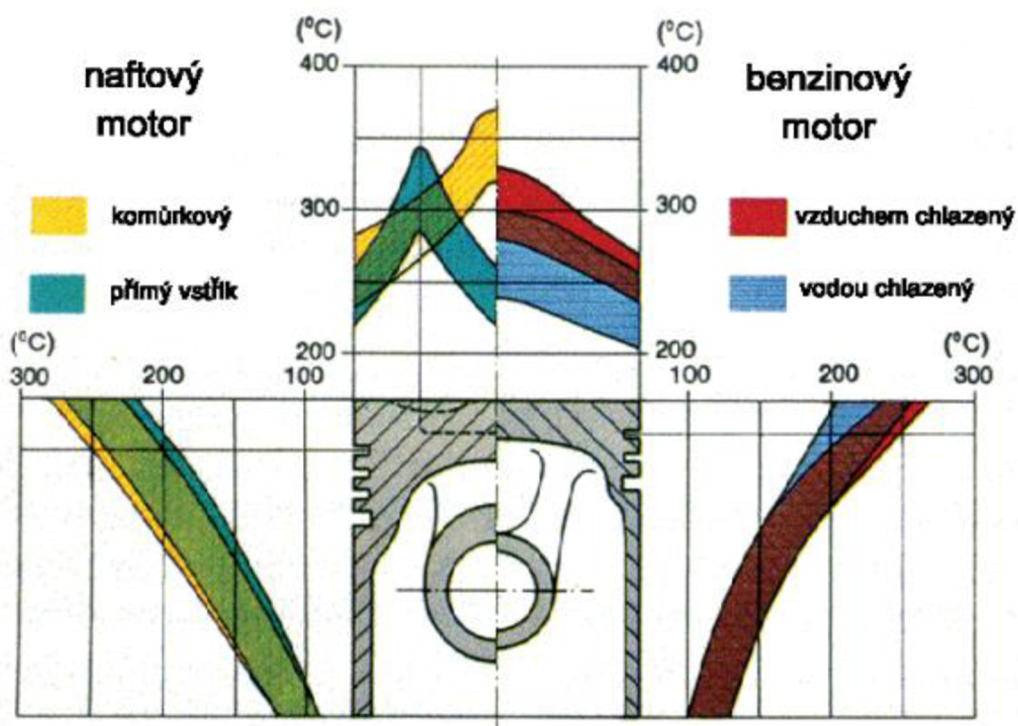 (°C)
(°C)
400
400
naftový
motor
benzinový
motor
komůrkový
300
300
vzduchem chlazený
přímý vstřik
vodou chlazený
(°C)
200
200
(°C)
300
200
100
100
200
300